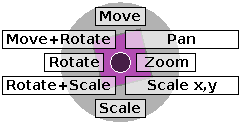 Move
Move+Rotate Pan
Rotate Zoom
Rotate+Scale Scale x,y
Scale